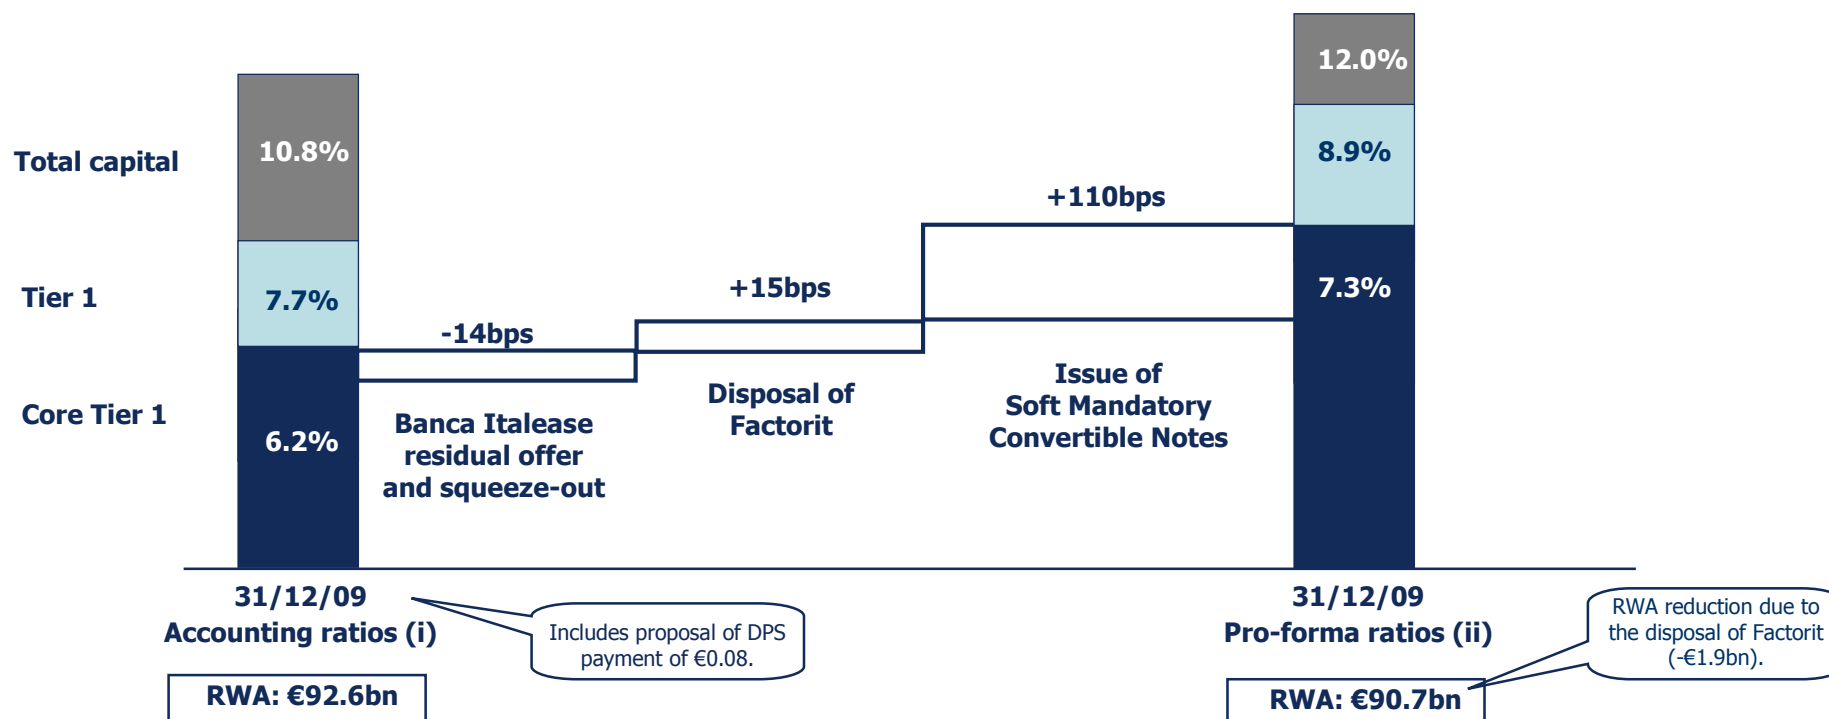 12.0%
10.8%
8.9%
Total capital
+110bps
+15bps
Tier 1
7.7%
7.3%
-14bps
Core Tier 1
6.2%
Banca Italease
residual offer
and squeeze-out
Disposal of
Factorit
Issue of
Soft Mandatory
Convertible Notes
31/12/09
Accounting ratios (i)
Includes proposal of DPS
payment of €0.08.
RWA: €92.6bn
31/12/09
Pro-forma ratios (ii)
RWA reduction due to
the disposal of Factorit
(-€1.9bn).
RWA: €90.7bn